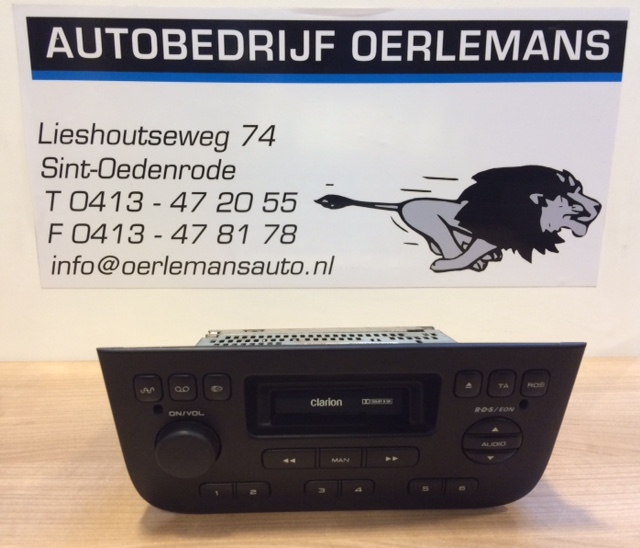 AUTOBEDRIJF OERLEMANS
Lieshoutseweg 74
Sint-Oedenrode
T 0413 - 47 20 55
F 0413 - 47 81 78
info@oerlemansauto.nl
clarion
TA
RDS
ON/VOL
R·D·S/EON
AUDIO
MAN
1 2 3 4 5 6